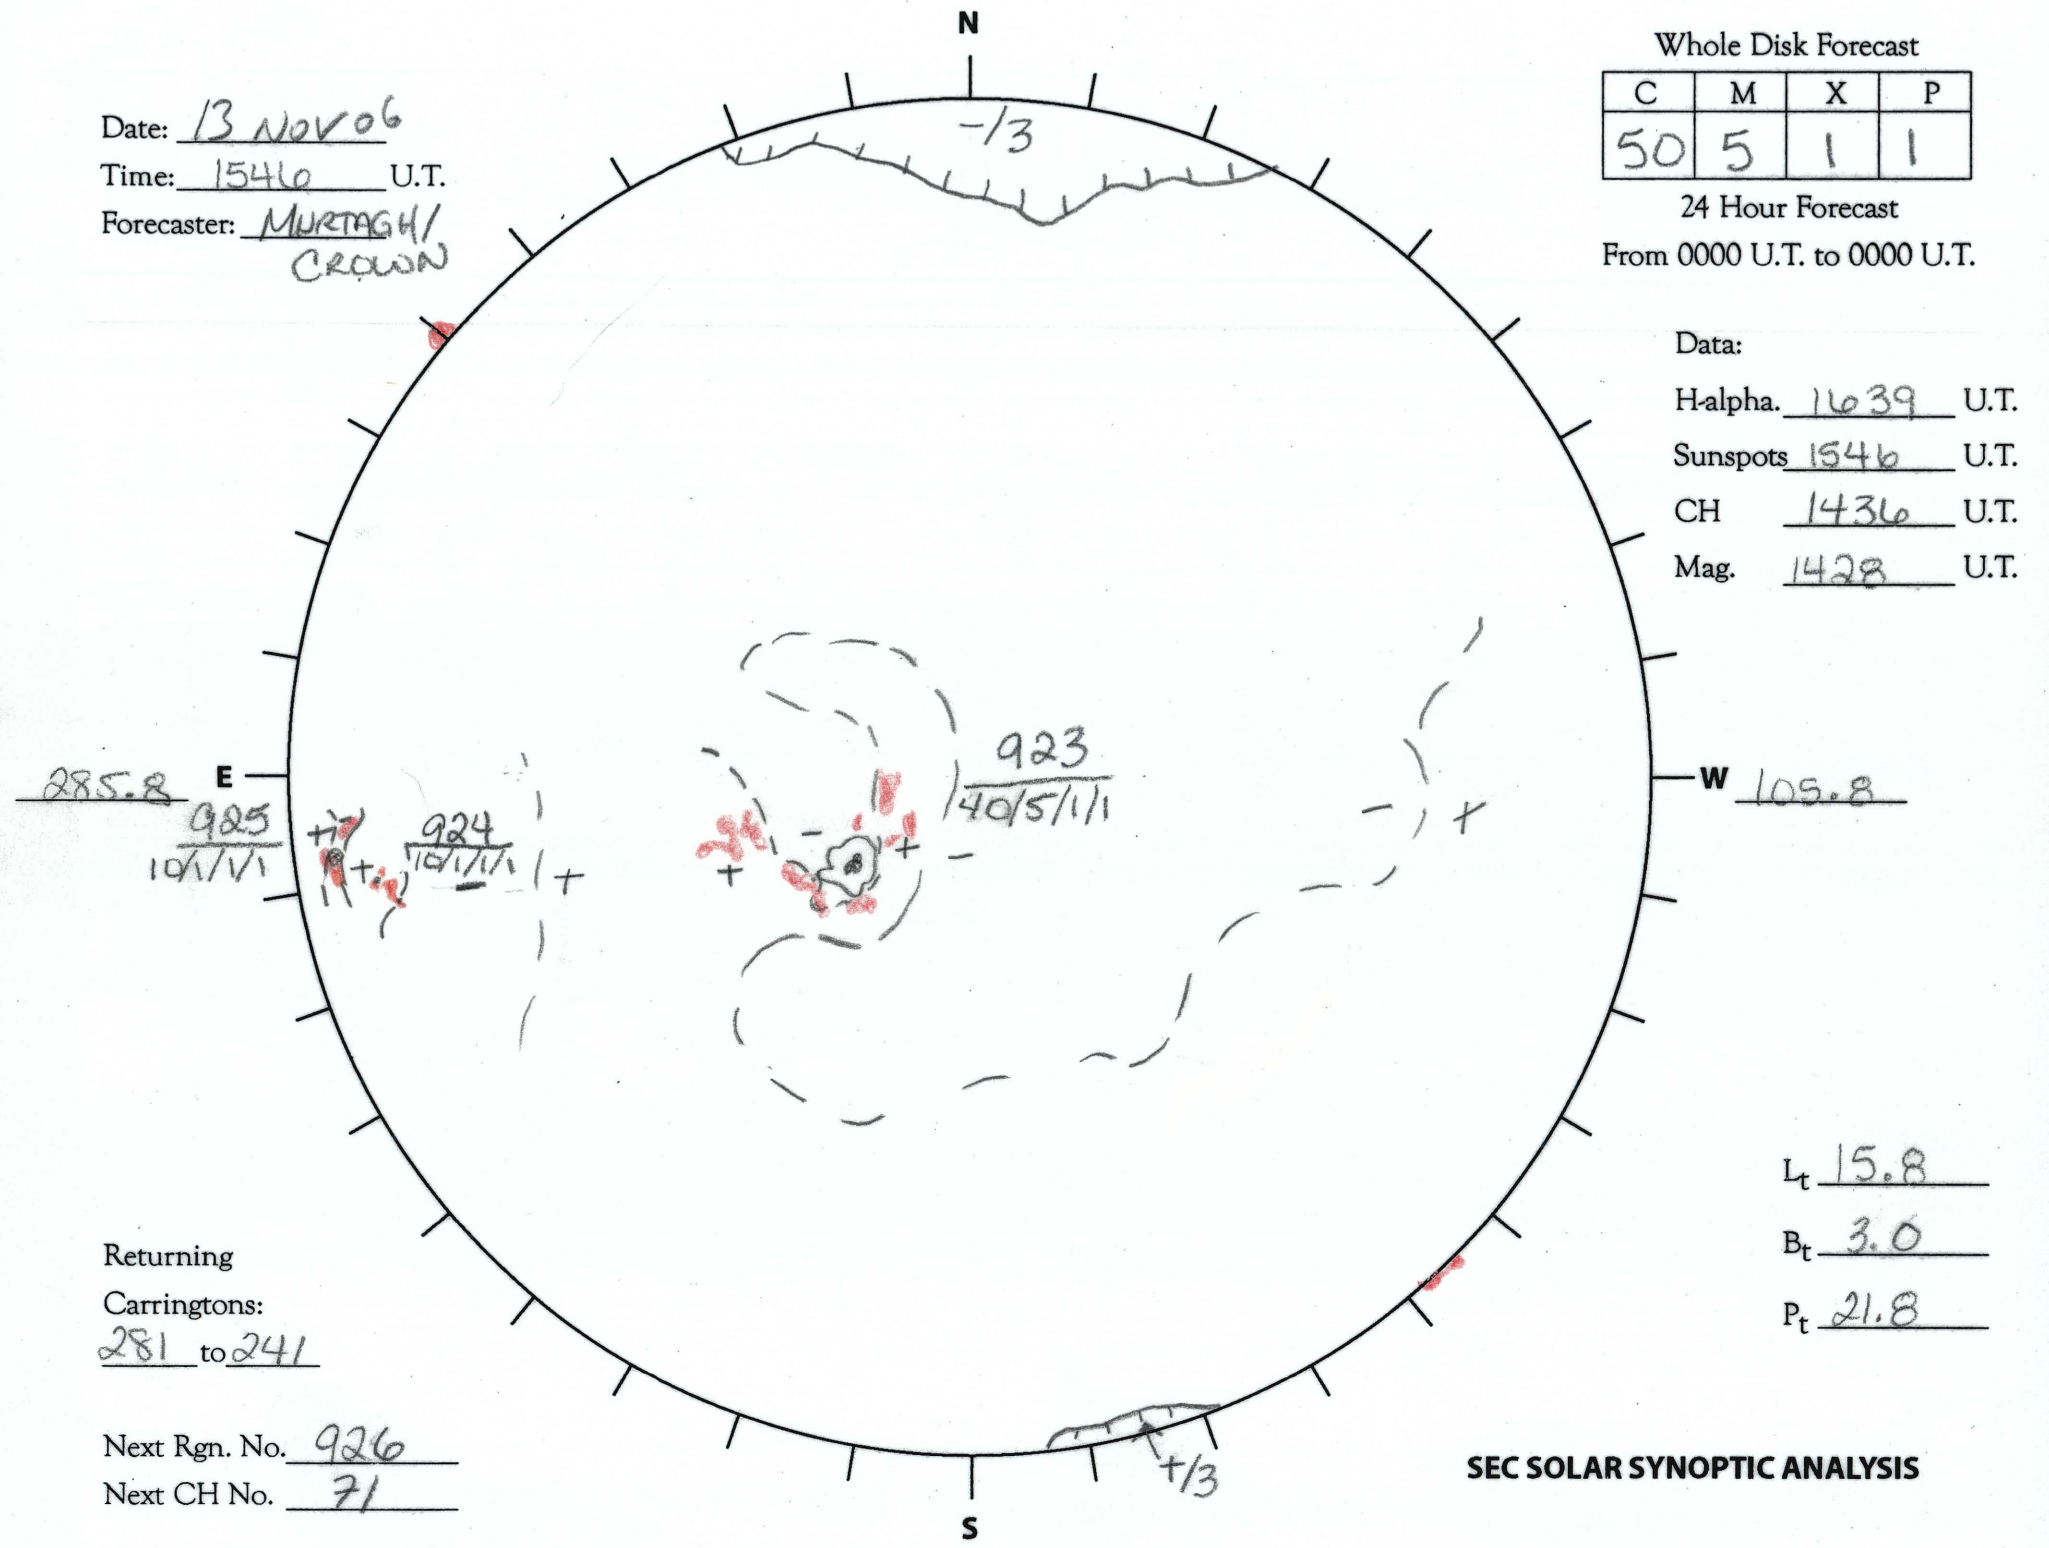 N
Whole Disk Forecast
C M X P
50 5 1 1
24 Hour Forecast
From 0000 U.T. to 0000 U.T.
Date: 13 NOV 06
Time: 1546 U.T.
Forecaster: MURTAGH/
CROWN
-/3
Data:
H-alpha. 1639 U.T.
Sunspots 1546 U.T.
CH 1436 U.T.
Mag. 1428 U.T.
923
40/5/1/1
285.8 E
W 105.8
925
10/1/1/1
924
10/1/1/1
+ - + + - + - - +
B
Lt 15.8
Bt 3.0
Pt 21.8
Returning
Carringtons:
281 to 241
Next Rgn. No. 926
Next CH No. 71
+/3
SEC SOLAR SYNOPTIC ANALYSIS
S